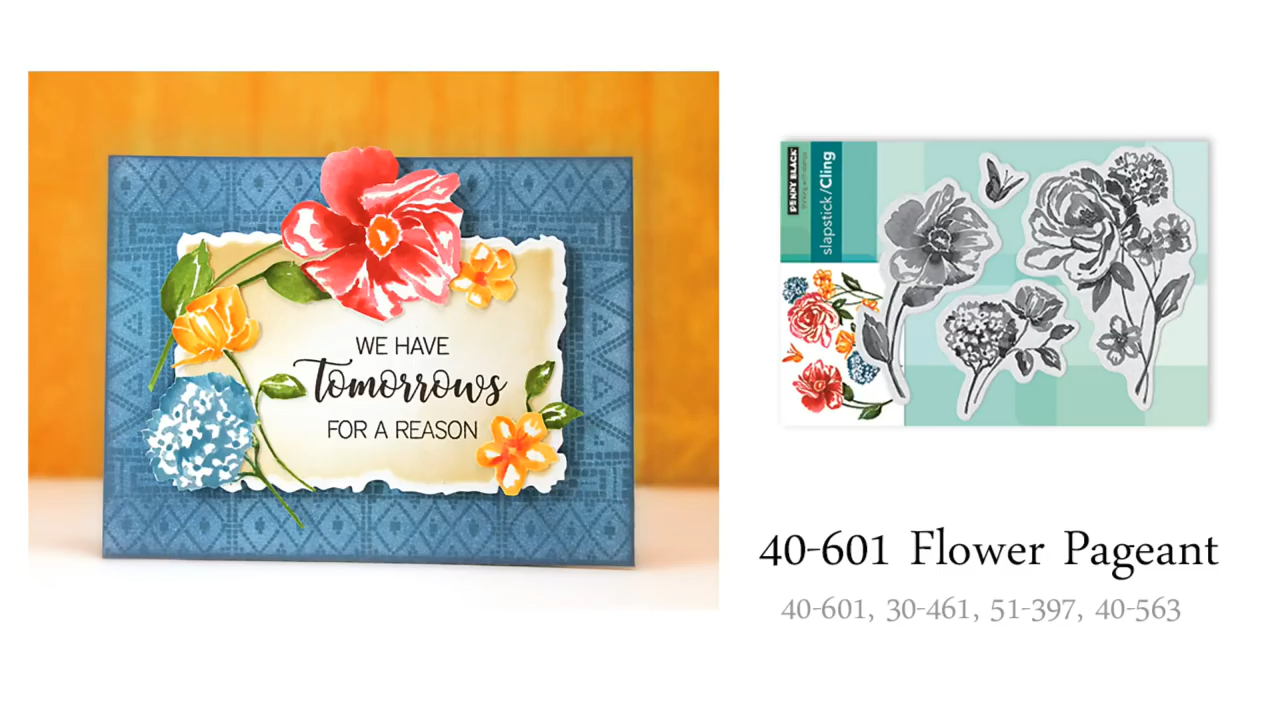 WE HAVE
Tomorrows
FOR A REASON
PENNY BLACK
slapstick/Cling
40-601 Flower Pageant
40-601, 30-461, 51-397, 40-563